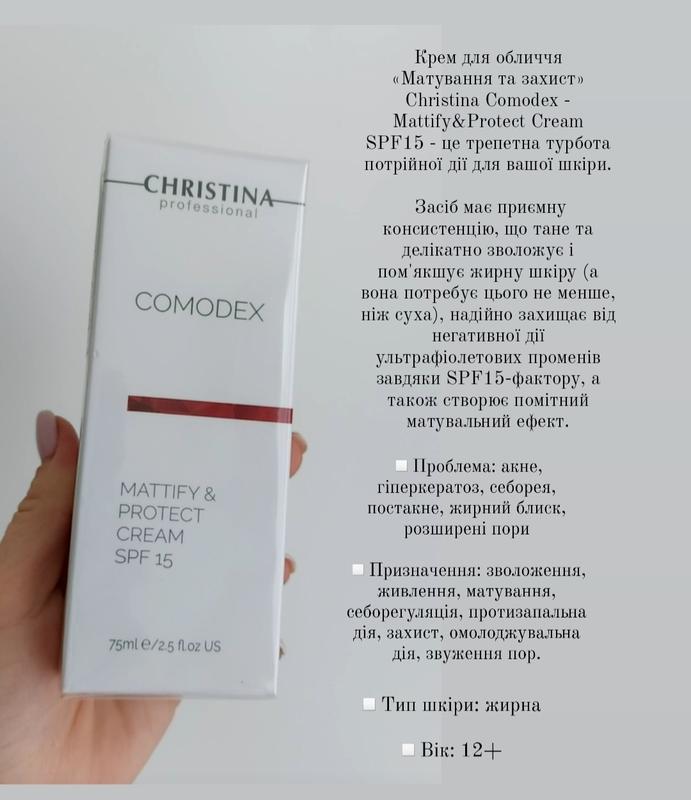 CHRISTINA
professional
COMODEX
MATTIFY &
PROTECT
CREAM
SPF 15
75ml e/2.5 fl.oz US
Крем для обличчя
«Матування та захист»
Christina Comodex -
Mattify&Protect Cream
SPF15 - це трепетна турбота
потрійної дії для вашої шкіри.
Засіб має приємну
консистенцію, що тане та
делікатно зволожує і
пом'якшує жирну шкіру (а
вона потребує цього не менше,
ніж суха), надійно захищає від
негативної дії
ультрафіолетових променів
завдяки SPF15-фактору, а
також створює помітний
матувальний ефект.
Проблема: акне,
гіперкератоз, себорея,
постакне, жирний блиск,
розширені пори
Призначення: зволоження,
живлення, матування,
себорегуляція, протизапальна
дія, захист, омолоджувальна
дія, звуження пор.
Тип шкіри: жирна
Вік: 12+